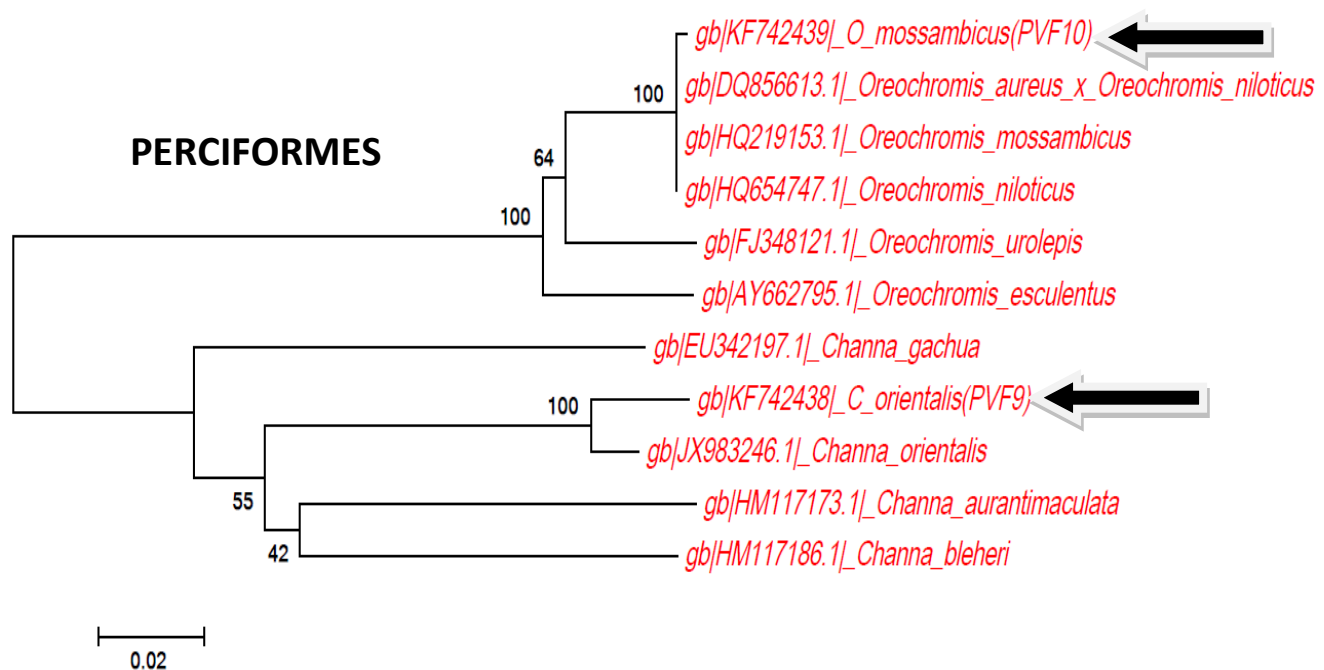 gb|KF742439|_O_mossambicus(PVF10)
gb|DQ856613.1|_Oreochromis_aureus_x_Oreochromis_niloticus
100
PERCIFORMES
gb|HQ219153.1|_Oreochromis_mossambicus
64
gb|HQ654747.1|_Oreochromis_niloticus
100
gb|FJ348121.1|_Oreochromis_urolepis
gb|AY662795.1|_Oreochromis_esculentus
gb|EU342197.1|_Channa_gachua
gb|KF742438|_C_orientalis(PVF9)
100
gb|JX983246.1|_Channa_orientalis
55
gb|HM117173.1|_Channa_aurantimaculata
42
gb|HM117186.1|_Channa_bleheri
0.02